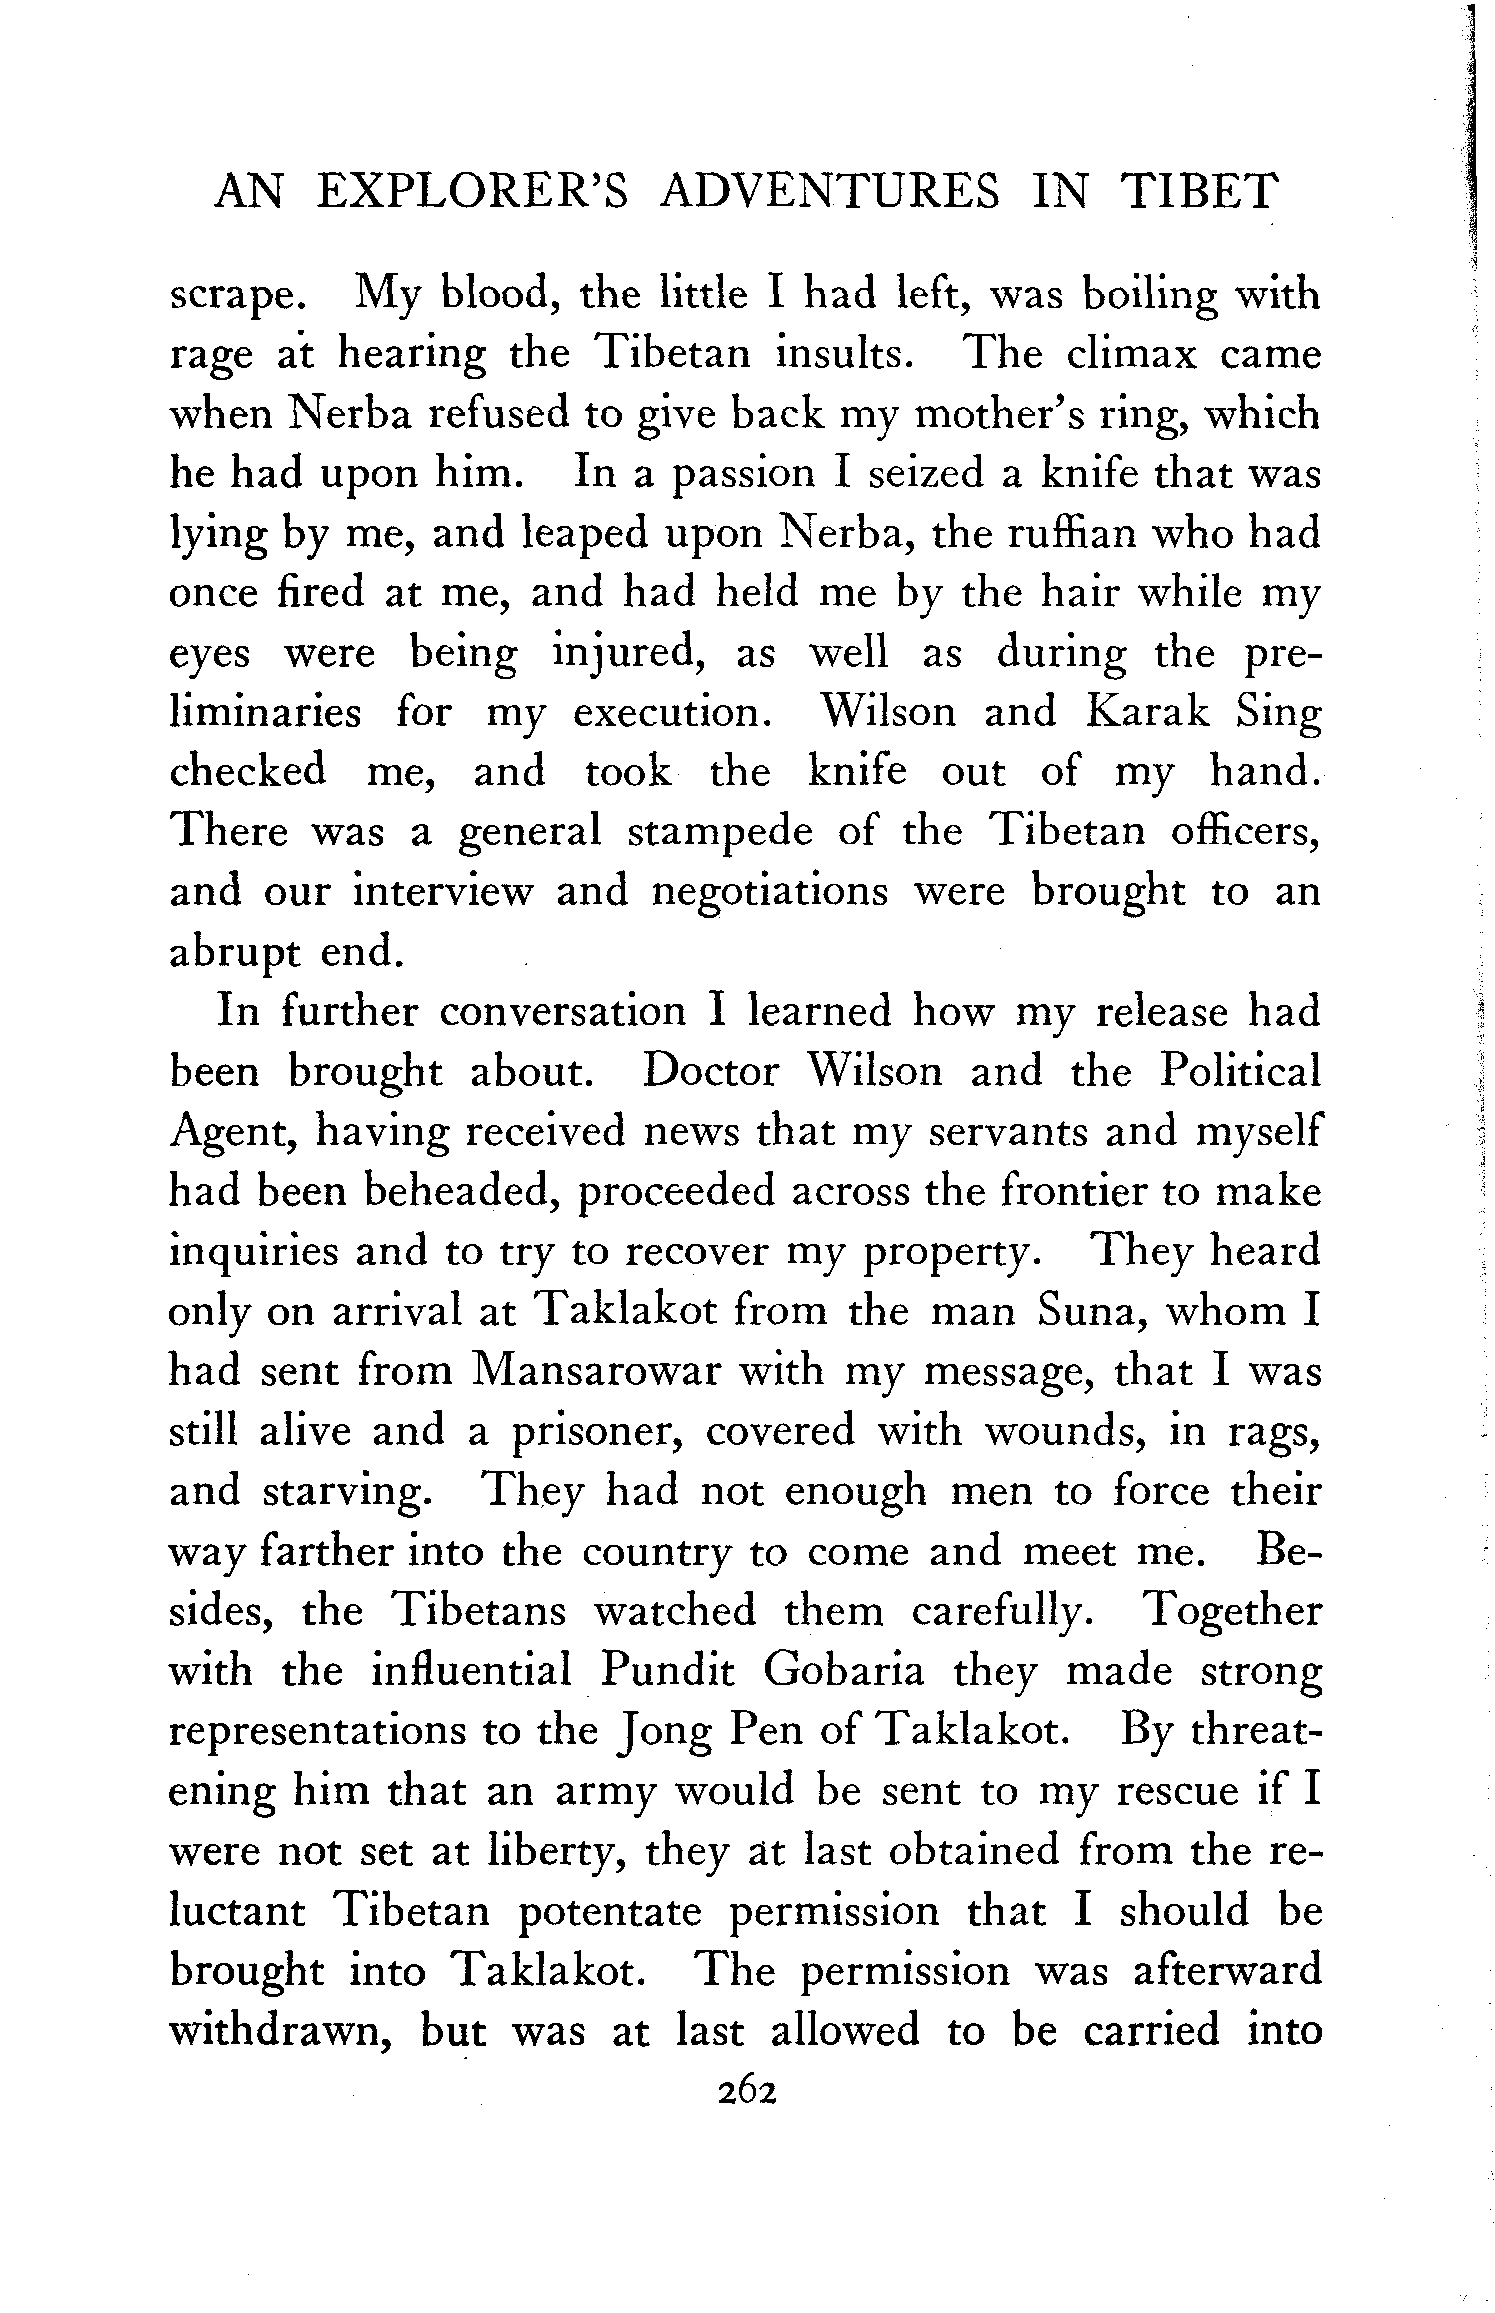 AN EXPLORER'S ADVENTURES IN TIBET
scrape. My blood, the little I had left, was boiling with
rage at hearing the Tibetan insults. The climax came
when Nerba refused to give back my mother's ring, which
he had upon him. In a passion I seized a knife that was
lying by me, and leaped upon Nerba, the ruffian who had
once fired at me, and had held me by the hair while my
eyes were being injured, as well as during the pre-
liminaries for my execution. Wilson and Karak Sing
checked me, and took the knife out of my hand.
There was a general stampede of the Tibetan officers,
and our interview and negotiations were brought to an
abrupt end.
In further conversation I learned how my release had
been brought about. Doctor Wilson and the Political
Agent, having received news that my servants and myself
had been beheaded, proceeded across the frontier to make
inquiries and to try to recover my property. They heard
only on arrival at Taklakot from the man Suna, whom I
had sent from Mansarowar with my message, that I was
still alive and a prisoner, covered with wounds, in rags,
and starving. They had not enough men to force their
way farther into the country to come and meet me. Be-
sides, the Tibetans watched them carefully. Together
with the influential Pundit Gobaria they made strong
representations to the Jong Pen of Taklakot. By threat-
ening him that an army would be sent to my rescue if I
were not set at liberty, they at last obtained from the re-
luctant Tibetan potentate permission that I should be
brought into Taklakot. The permission was afterward
withdrawn, but was at last allowed to be carried into
262